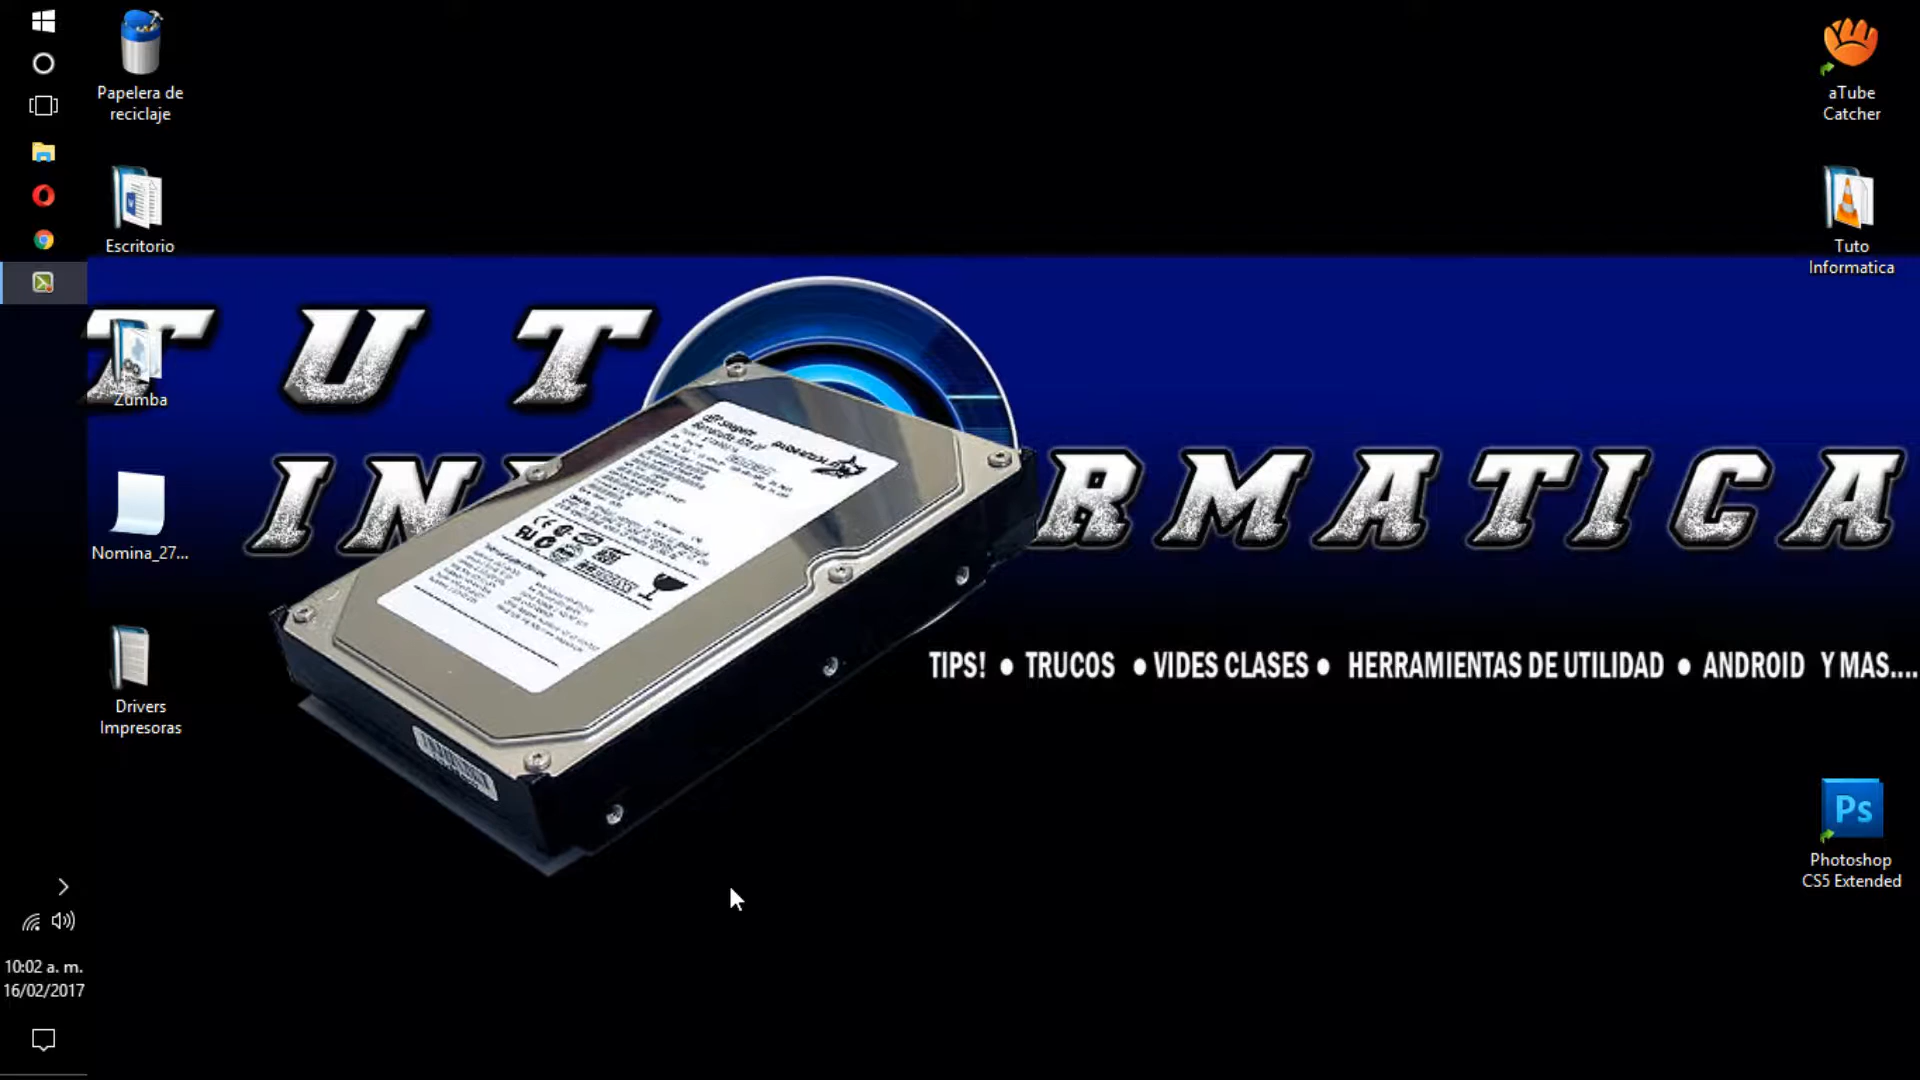 Papelera de
reciclaje
Escritorio
Zumba
Nomina_27...
Drivers
Impresoras
aTube
Catcher
Tuto
Informatica
Photoshop
CS5 Extended
Ps
T U T
IN RMATICA
TIPS! ● TRUCOS ● VIDES CLASES ● HERRAMIENTAS DE UTILIDAD ● ANDROID Y MAS....
Seagate
10:02 a. m.
16/02/2017